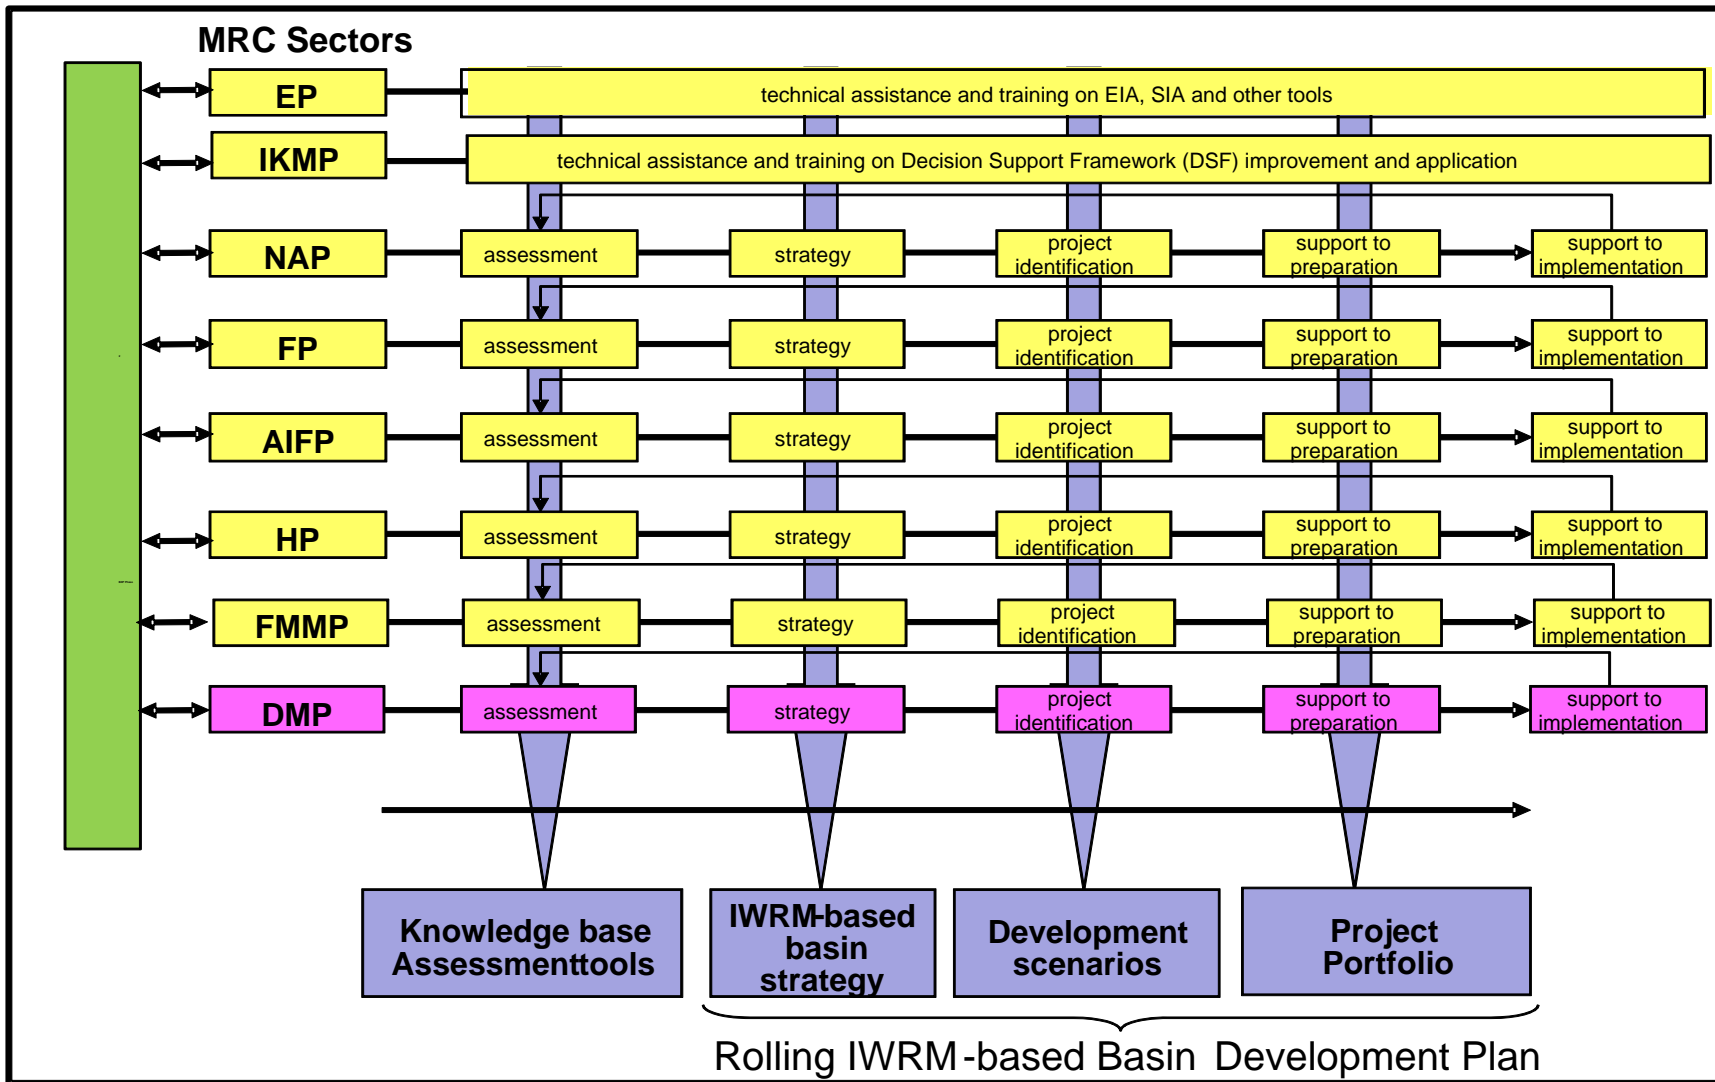 MRC Sectors
EP
technical assistance and training on EIA, SIA and other tools
IKMP
technical assistance and training on Decision Support Framework (DSF) improvement and application
NAP
assessment
strategy
project
identification
support to
preparation
support to
implementation
FP
assessment
strategy
project
identification
support to
preparation
support to
implementation
AIFP
assessment
strategy
project
identification
support to
preparation
support to
implementation
HP
assessment
strategy
project
identification
support to
preparation
support to
implementation
FMMP
assessment
strategy
project
identification
support to
preparation
support to
implementation
DMP
assessment
strategy
project
identification
support to
preparation
support to
implementation
Knowledge base
Assessmenttools
IWRM-based
basin
strategy
Development
scenarios
Project
Portfolio
Rolling IWRM-based Basin Development Plan